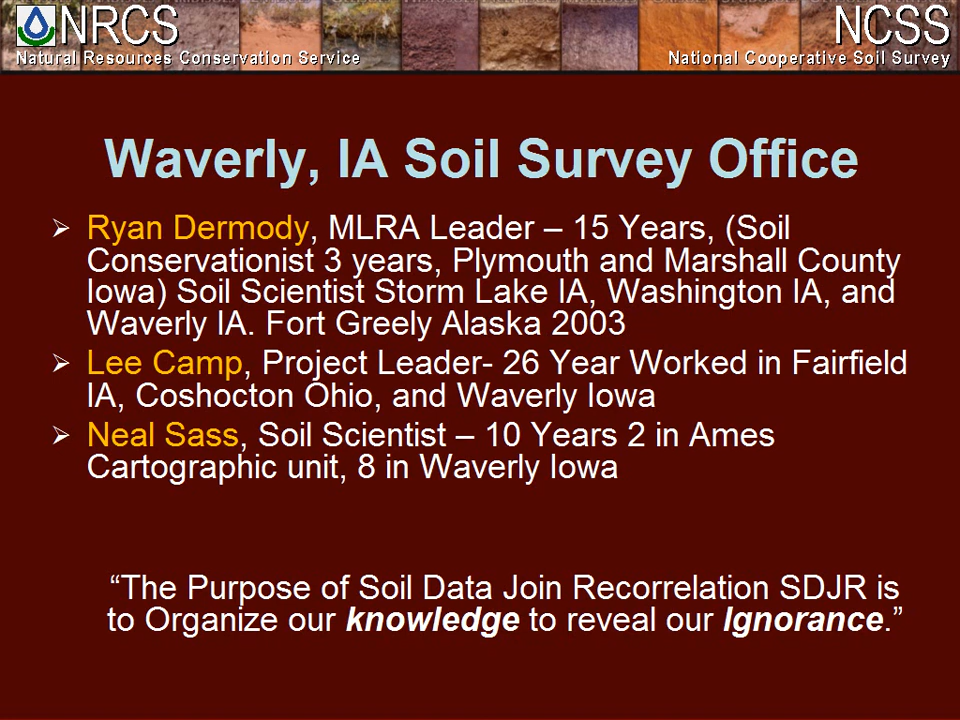 NRCS
Natural Resources Conservation Service
NCSS
National Cooperative Soil Survey
Waverly, IA Soil Survey Office
Ryan Dermody, MLRA Leader – 15 Years, (Soil
Conservationist 3 years, Plymouth and Marshall County
Iowa) Soil Scientist Storm Lake IA, Washington IA, and
Waverly IA. Fort Greely Alaska 2003
Lee Camp, Project Leader- 26 Year Worked in Fairfield
IA, Coshocton Ohio, and Waverly Iowa
Neal Sass, Soil Scientist – 10 Years 2 in Ames
Cartographic unit, 8 in Waverly Iowa
“The Purpose of Soil Data Join Recorrelation SDJR is
to Organize our knowledge to reveal our Ignorance.”